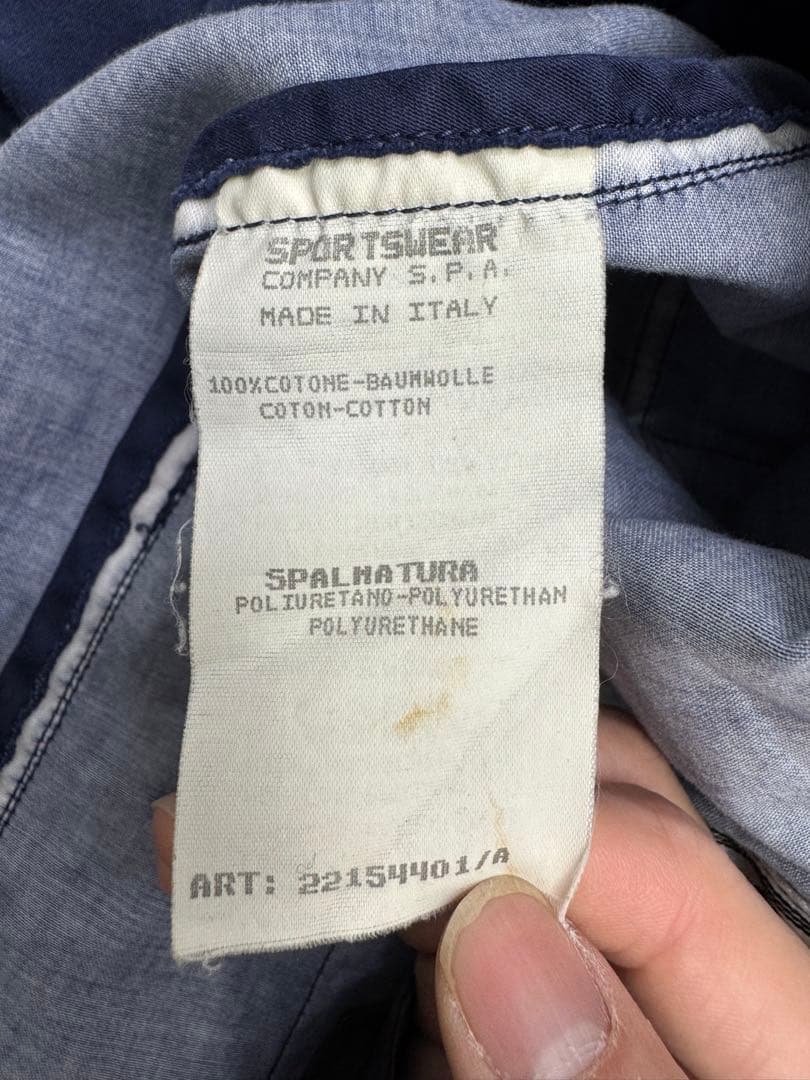 SPORTSWEAR
COMPANY S.P.A.
MADE IN ITALY
100%COTONE-BAUMWOLLE
COTON-COTTON
SPALMATURA
POLIURETANO-POLYURETHAN
POLYURETHANE
ART: 22154401/A